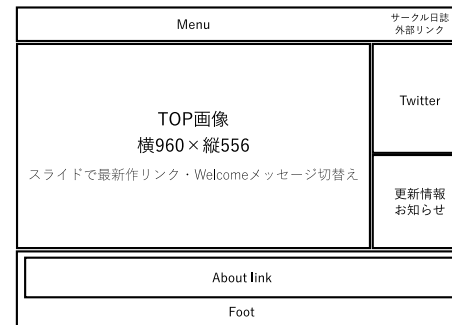 Menu
サークル日誌
外部リンク
TOP画像
横960×縦556
スライドで最新作リンク・Welcomeメッセージ切替え
Twitter
更新情報
お知らせ
About link
Foot